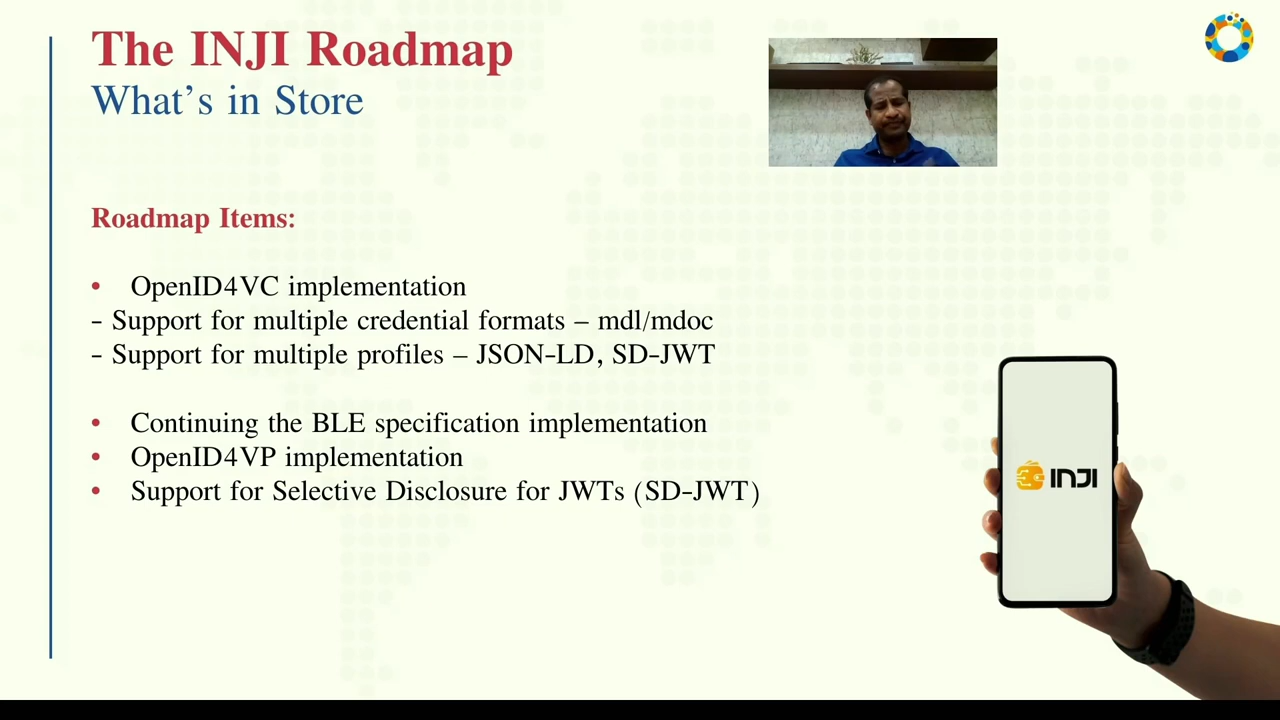 The INJI Roadmap
What's in Store
Roadmap Items:
• OpenID4VC implementation
- Support for multiple credential formats – mdl/mdoc
- Support for multiple profiles – JSON-LD, SD-JWT
• Continuing the BLE specification implementation
• OpenID4VP implementation
• Support for Selective Disclosure for JWTs (SD-JWT)
INJI